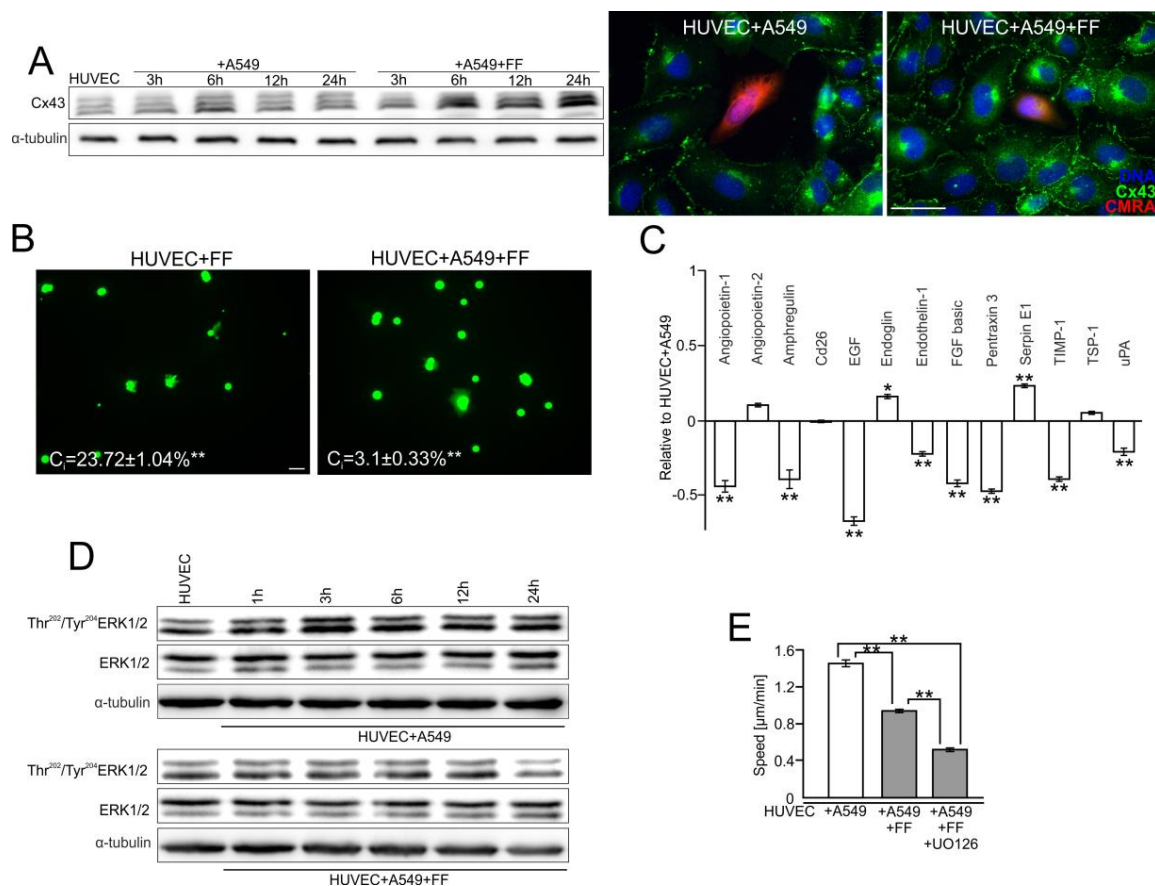 A
HUVEC
+A549
3h 6h 12h 24h
+A549+FF
3h 6h 12h 24h
Cx43
α-tubulin
HUVEC+A549
HUVEC+A549+FF
DNA
Cx43
CMRA
B
HUVEC+FF
HUVEC+A549+FF
Cᵢ=23.72±1.04%**
Cᵢ=3.1±0.33%**
C
Relative to HUVEC+A549
1
0.5
0
-0.5
Angiopoietin-1
Angiopoietin-2
Amphregulin
Cd26
EGF
Endoglin
Endothelin-1
FGF basic
Pentraxin 3
Serpin E1
TIMP-1
TSP-1
uPA
** ** ** * ** ** ** ** ** **
D
HUVEC 1h 3h 6h 12h 24h
Thr²⁰²/Tyr²⁰⁴ERK1/2
ERK1/2
α-tubulin
HUVEC+A549
Thr²⁰²/Tyr²⁰⁴ERK1/2
ERK1/2
α-tubulin
HUVEC+A549+FF
E
Speed [μm/min]
1.6
1.2
0.8
0.4
0
**
**
**
HUVEC +A549 +A549 +A549
+FF +FF
+UO126